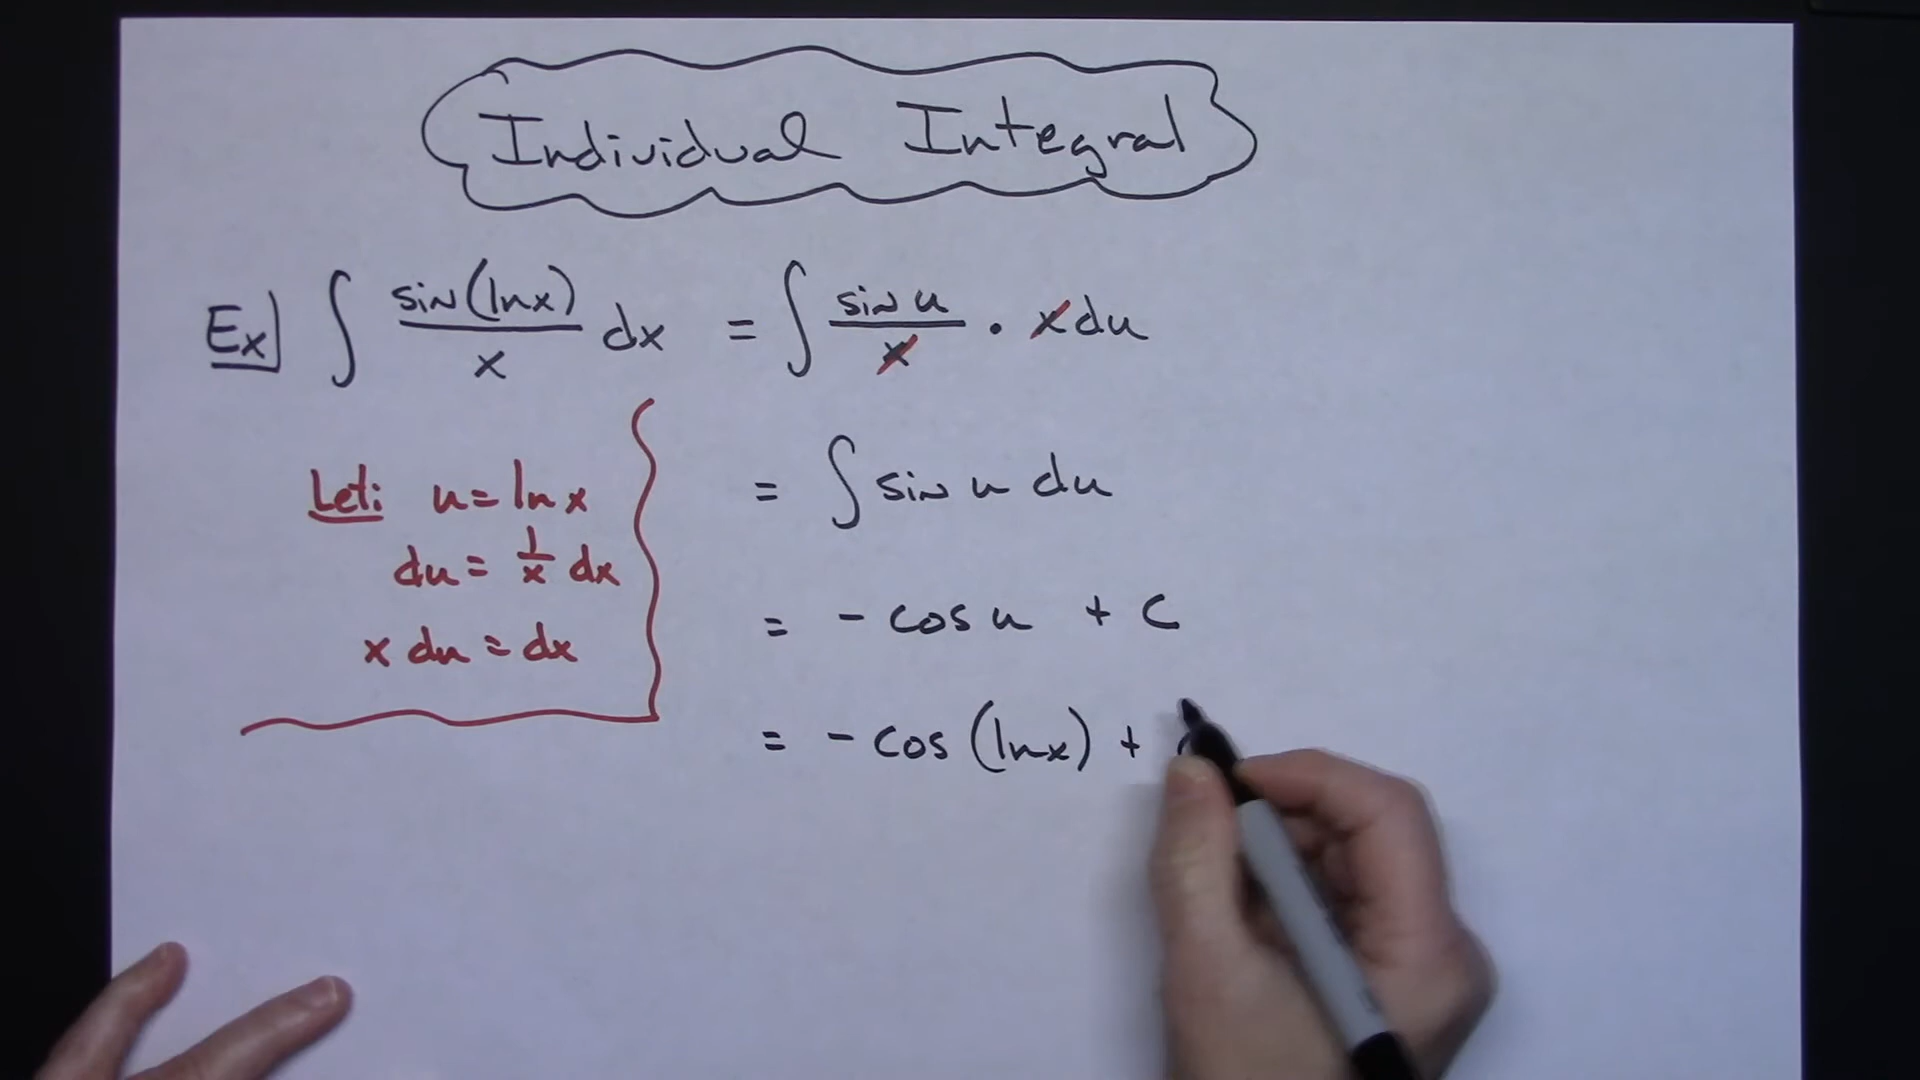 Individual Integral
Ex] ∫ sin(ln x)/x dx = ∫ sin u/x · x du
Let: u = ln x
du = 1/x dx
x du = dx
= ∫ sin u du
= - cos u + C
= - cos (ln x) +